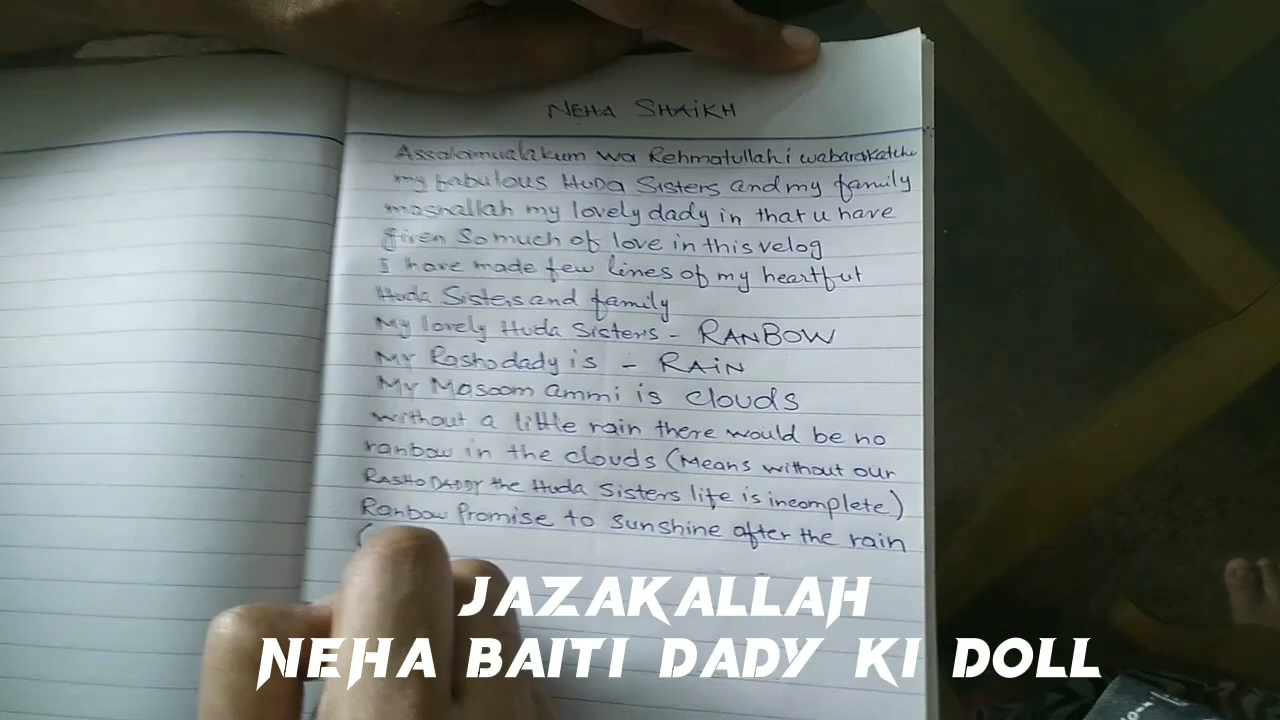 NEHA SHAIKH
Assalamualakum wa Rehmatullahi wabarakatehu
my fabulous Huda Sisters and my family
mashallah my lovely dady in that u have
given so much of love in this velog
I have made few lines of my heartful
Huda Sisters and family
My lovely Huda Sisters - RANBOW
My Rashodady is - RAIN
My Masoom ammi is clouds
without a little rain there would be no
ranbow in the clouds (Means without our
RASHODADDY the Huda Sisters life is incomplete)
Ranbow Promise to sunshine after the rain
(
JAZAKALLAH
NEHA BAITI DADY KI DOLL